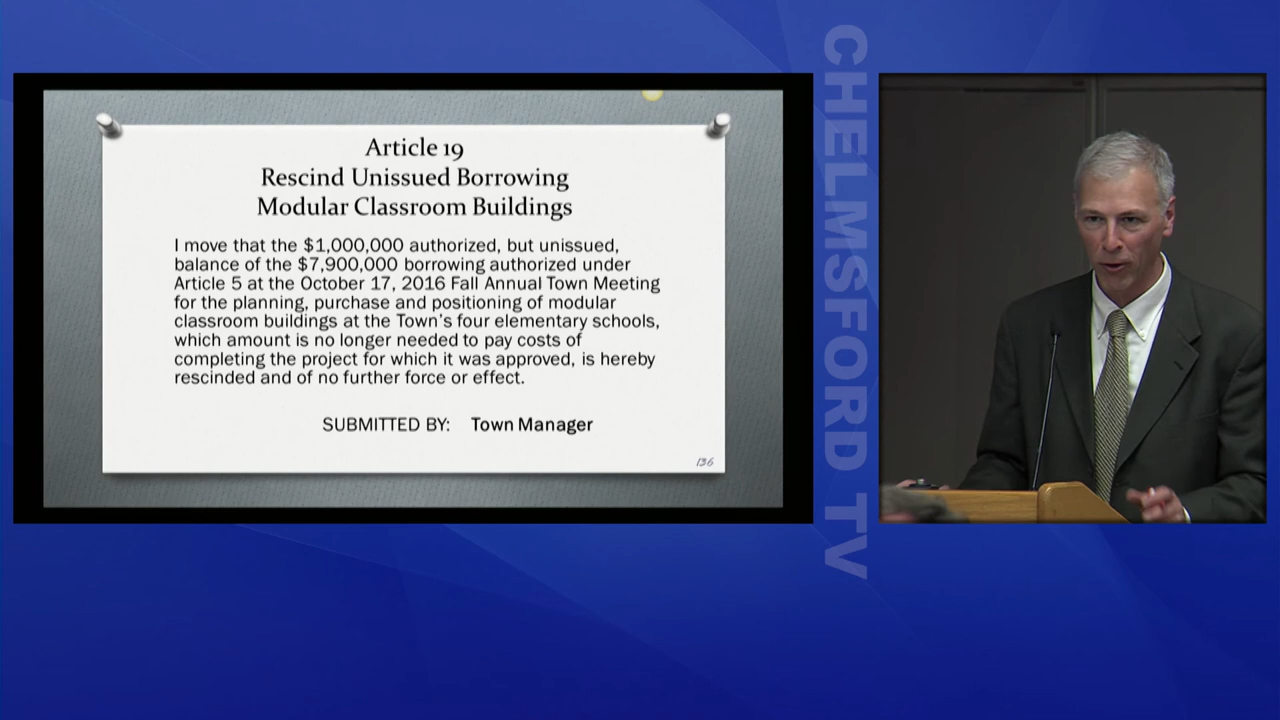 Article 19
Rescind Unissued Borrowing
Modular Classroom Buildings
I move that the $1,000,000 authorized, but unissued,
balance of the $7,900,000 borrowing authorized under
Article 5 at the October 17, 2016 Fall Annual Town Meeting
for the planning, purchase and positioning of modular
classroom buildings at the Town’s four elementary schools,
which amount is no longer needed to pay costs of
completing the project for which it was approved, is hereby
rescinded and of no further force or effect.
SUBMITTED BY: Town Manager
136
CHELMSFORD TV